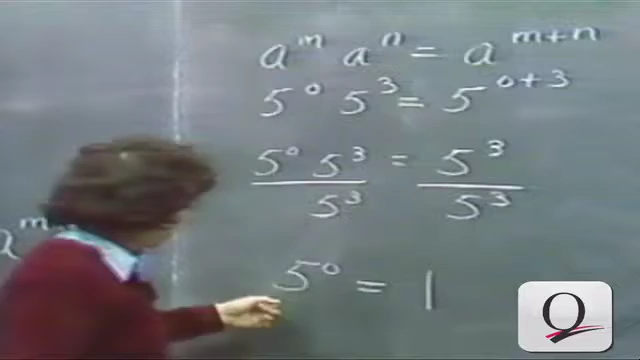 a^m a^n = a^{m+n}
5^0 5^3 = 5^{0+3}
5^0 5^3 / 5^3 = 5^3 / 5^3
a^m
5^0 = 1
Q